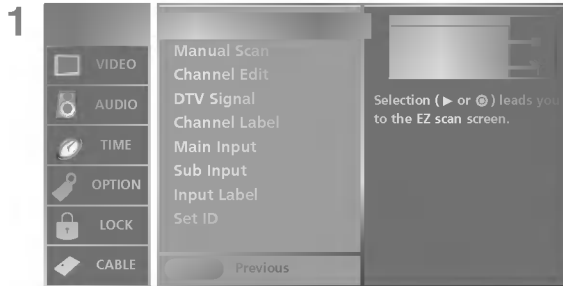 1
VIDEO
AUDIO
TIME
OPTION
LOCK
CABLE
Manual Scan
Channel Edit
DTV Signal
Channel Label
Main Input
Sub Input
Input Label
Set ID
Previous
Selection ( ▶ or ◉ ) leads you
to the EZ scan screen.